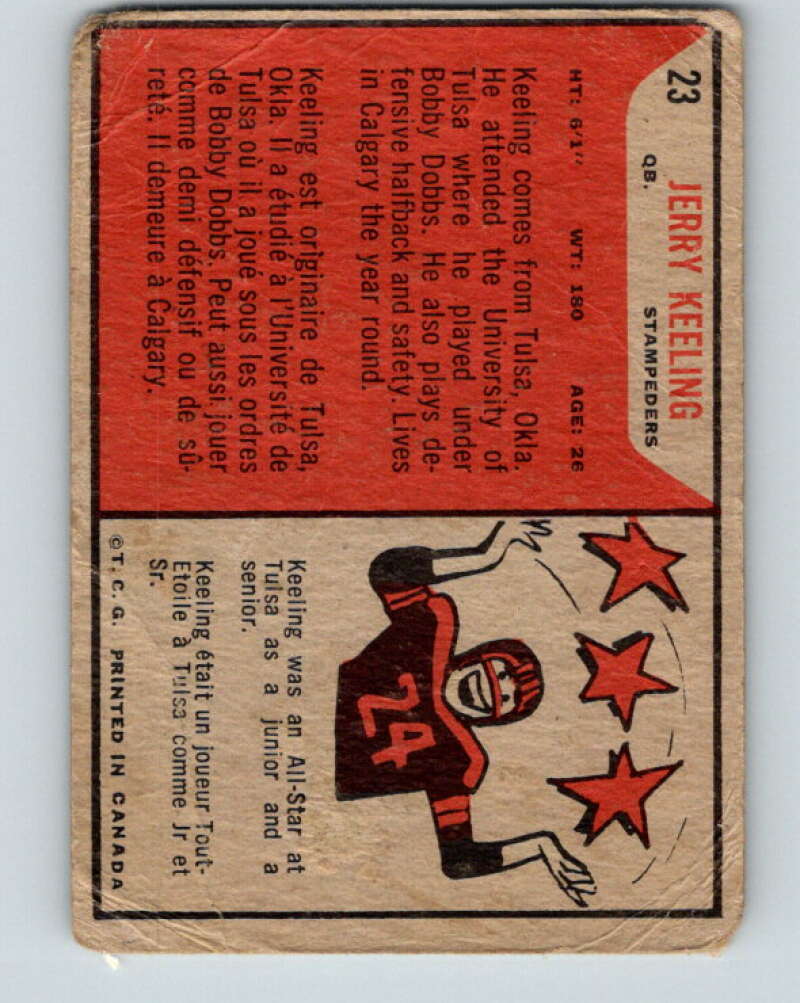 23 JERRY KEELING
QB. STAMPEDERS
HT: 6/1" WT: 180 AGE: 26
Keeling comes from Tulsa, Okla.
He attended the University of
Tulsa where he played under
Bobby Dobbs. He also plays de-
fensive halfback and safety. Lives
in Calgary the year round.
Keeling est originaire de Tulsa,
Okla. Il a étudié à l'Université de
Tulsa où il a joué sous les ordres
de Bobby Dobbs. Peut aussi jouer
comme demi défensif ou de sû-
reté. Il demeure à Calgary.
24
Keeling was an All-Star at
Tulsa as a junior and a
senior.
Keeling était un joueur Tout-
Etoile à Tulsa comme Jr et
Sr.
©T.C.G. PRINTED IN CANADA